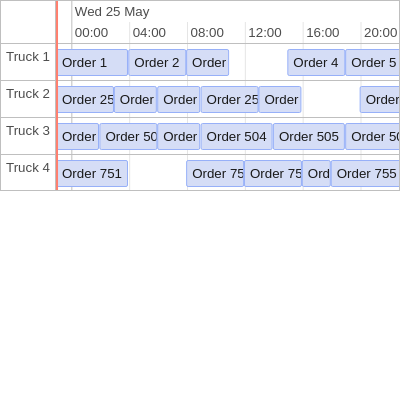 Wed 25 May
00:00 04:00 08:00 12:00 16:00 20:00
Truck 1 Order 1 Order 2 Order Order 4 Order 5
Truck 2 Order 25 Order Order Order 25 Order Order
Truck 3 Order Order 50 Order Order 504 Order 505 Order 50
Truck 4 Order 751 Order 75 Order 75 Ord Order 755